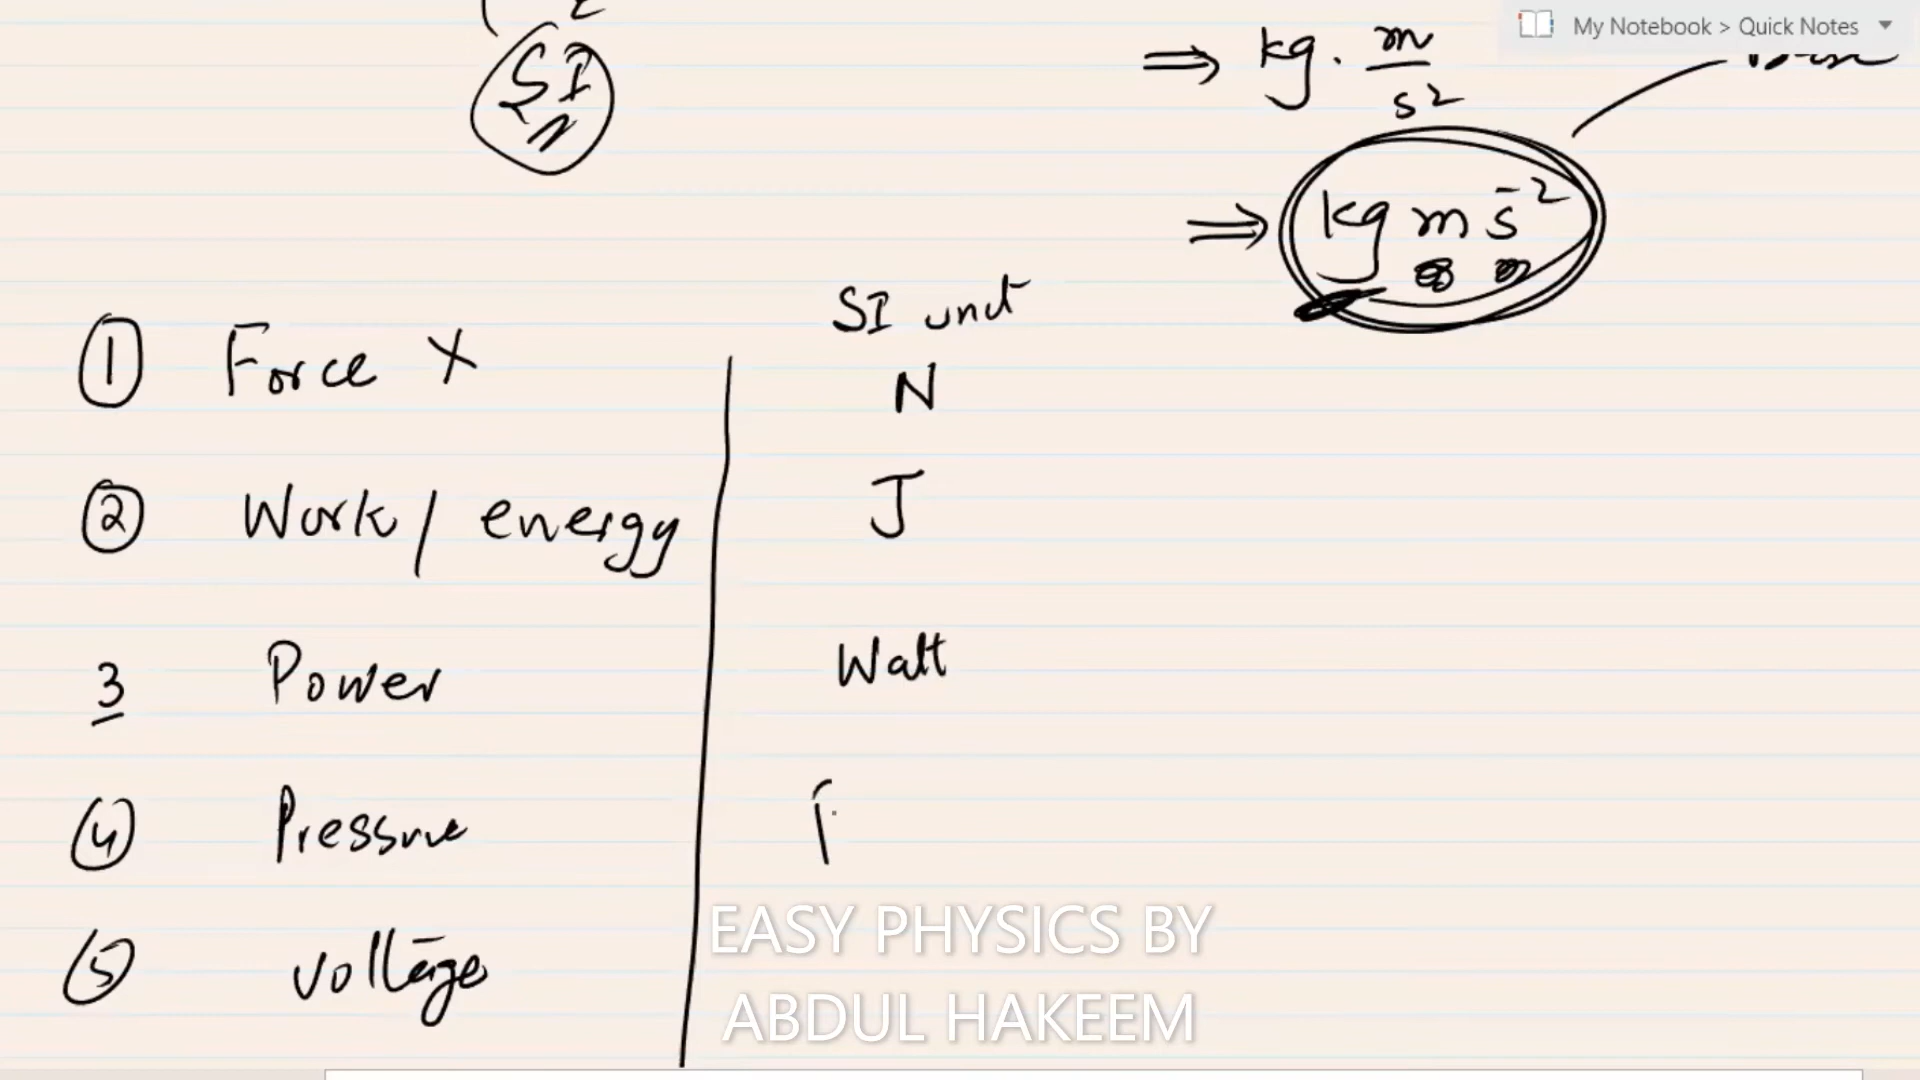 My Notebook > Quick Notes
SI
⇒ kg . m/s²
⇒ kg m s⁻²
SI unit
① Force X N
② Work / energy J
3 Power Watt
④ Pressure
⑤ voltage
EASY PHYSICS BY
ABDUL HAKEEM